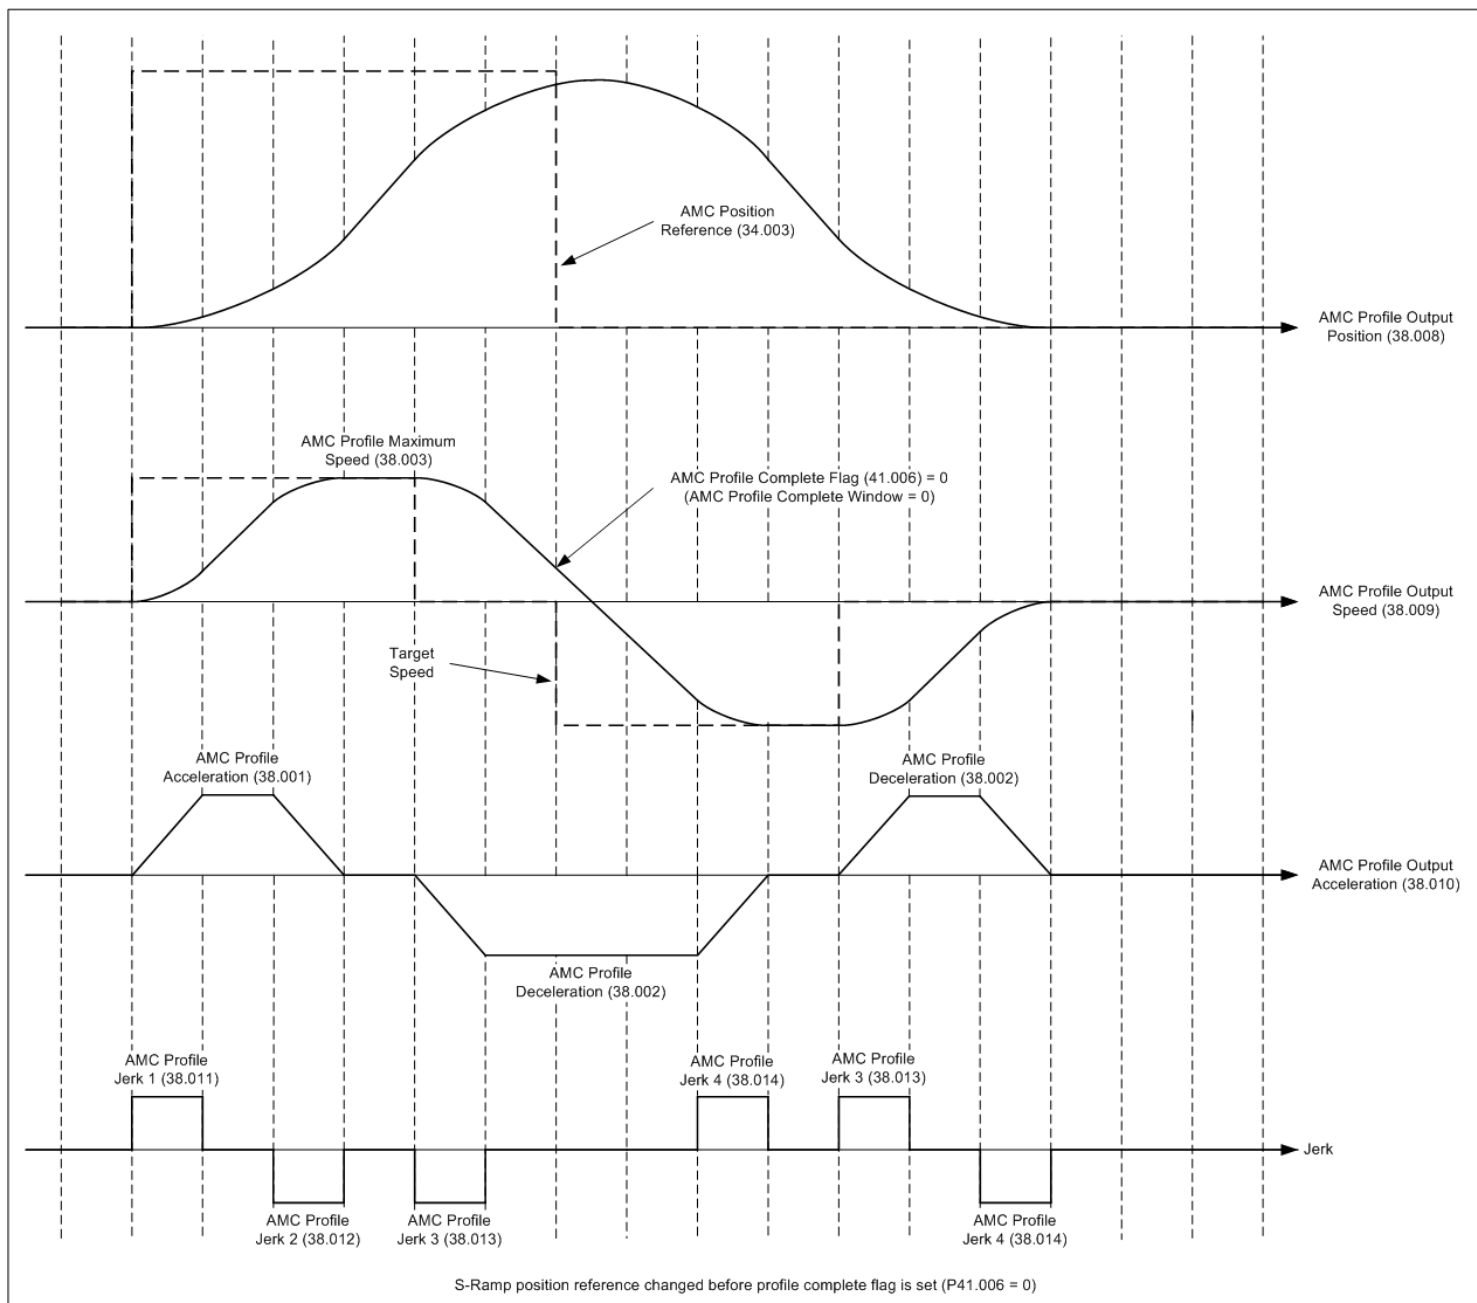 AMC Position
Reference (34.003)
AMC Profile Output
Position (38.008)
AMC Profile Maximum
Speed (38.003)
AMC Profile Complete Flag (41.006) = 0
(AMC Profile Complete Window = 0)
AMC Profile Output
Speed (38.009)
Target
Speed
AMC Profile
Acceleration (38.001)
AMC Profile
Deceleration (38.002)
AMC Profile Output
Acceleration (38.010)
AMC Profile
Deceleration (38.002)
AMC Profile
Jerk 1 (38.011)
AMC Profile
Jerk 4 (38.014)
AMC Profile
Jerk 3 (38.013)
Jerk
AMC Profile
Jerk 2 (38.012)
AMC Profile
Jerk 3 (38.013)
AMC Profile
Jerk 4 (38.014)
S-Ramp position reference changed before profile complete flag is set (P41.006 = 0)